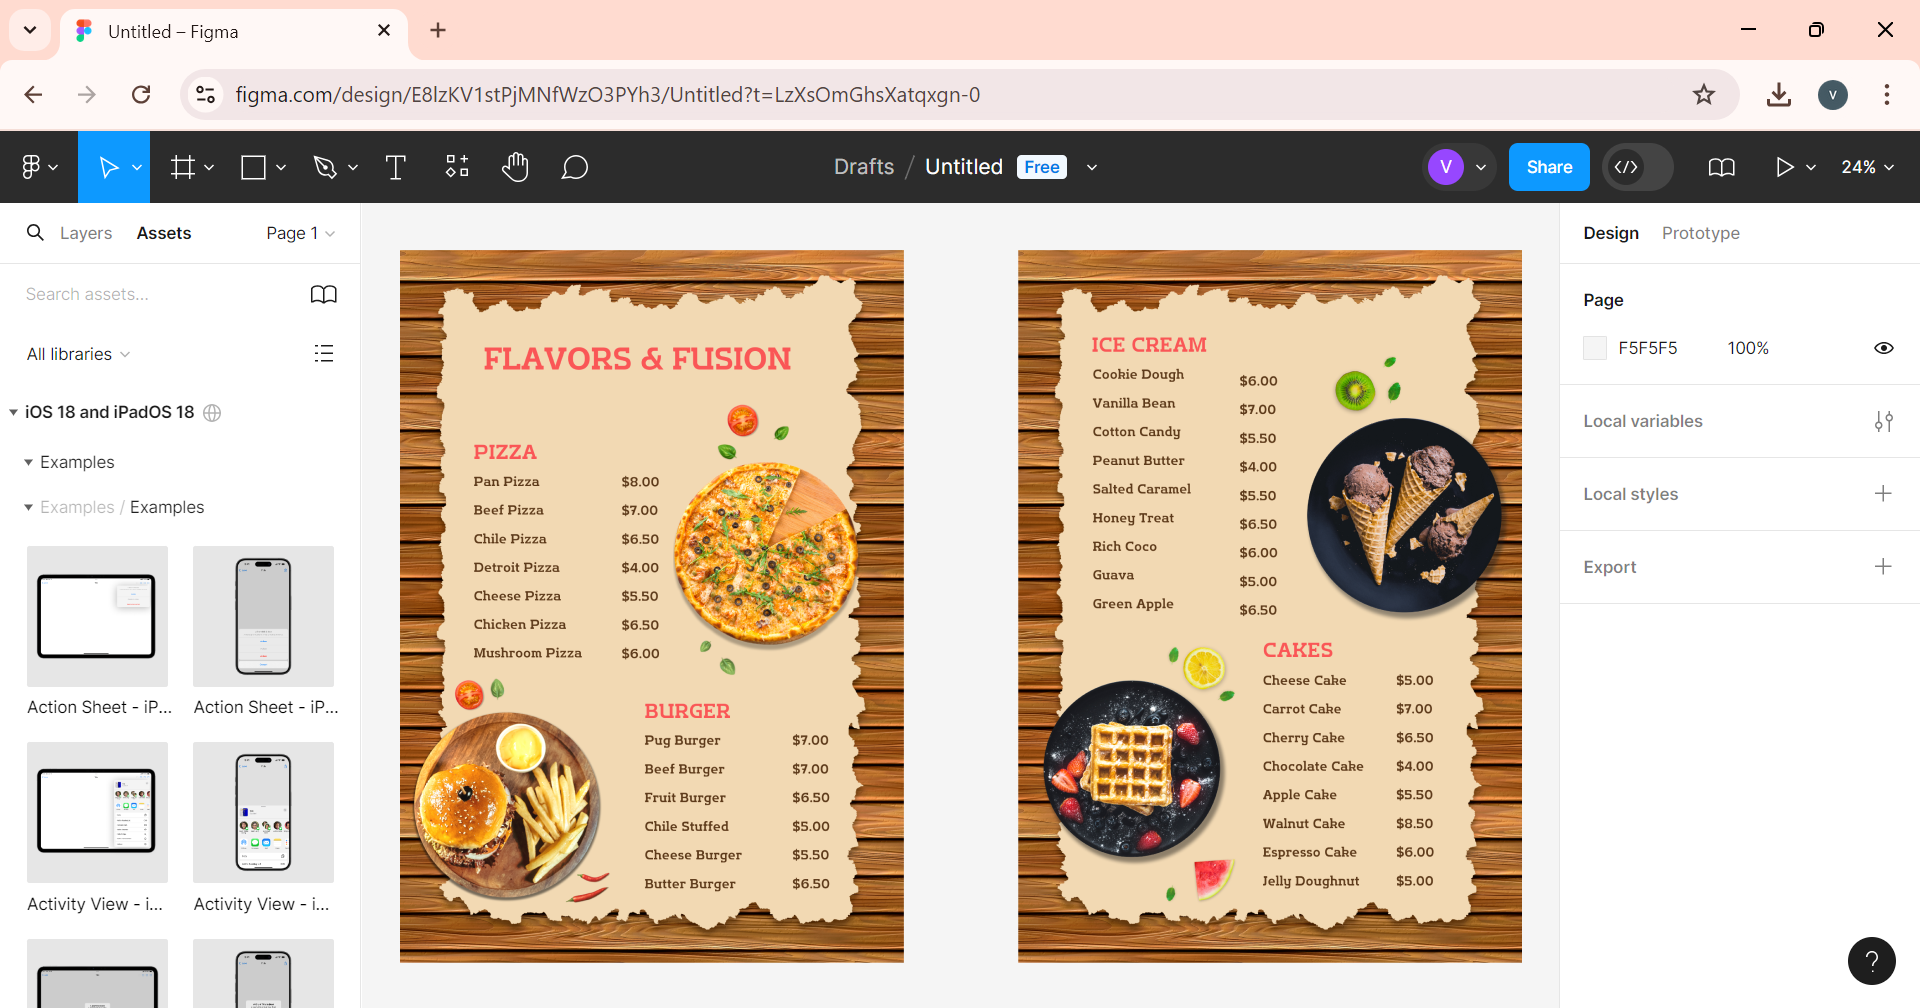 Untitled – Figma
figma.com/design/E8lzKV1stPjMNfWzO3PYh3/Untitled?t=LzXsOmGhsXatqxgn-0
V
Drafts / Untitled Free
V
Share
24%
Layers Assets Page 1
Search assets...
All libraries
iOS 18 and iPadOS 18
Examples
Examples / Examples
Action Sheet - iP... Action Sheet - iP...
Activity View - i... Activity View - i...
FLAVORS & FUSION
PIZZA
Pan Pizza $8.00
Beef Pizza $7.00
Chile Pizza $6.50
Detroit Pizza $4.00
Cheese Pizza $5.50
Chicken Pizza $6.50
Mushroom Pizza $6.00
BURGER
Pug Burger $7.00
Beef Burger $7.00
Fruit Burger $6.50
Chile Stuffed $5.00
Cheese Burger $5.50
Butter Burger $6.50
ICE CREAM
Cookie Dough $6.00
Vanilla Bean $7.00
Cotton Candy $5.50
Peanut Butter $4.00
Salted Caramel $5.50
Honey Treat $6.50
Rich Coco $6.00
Guava $5.00
Green Apple $6.50
CAKES
Cheese Cake $5.00
Carrot Cake $7.00
Cherry Cake $6.50
Chocolate Cake $4.00
Apple Cake $5.50
Walnut Cake $8.50
Espresso Cake $6.00
Jelly Doughnut $5.00
Design Prototype
Page
F5F5F5 100%
Local variables
Local styles
Export
?